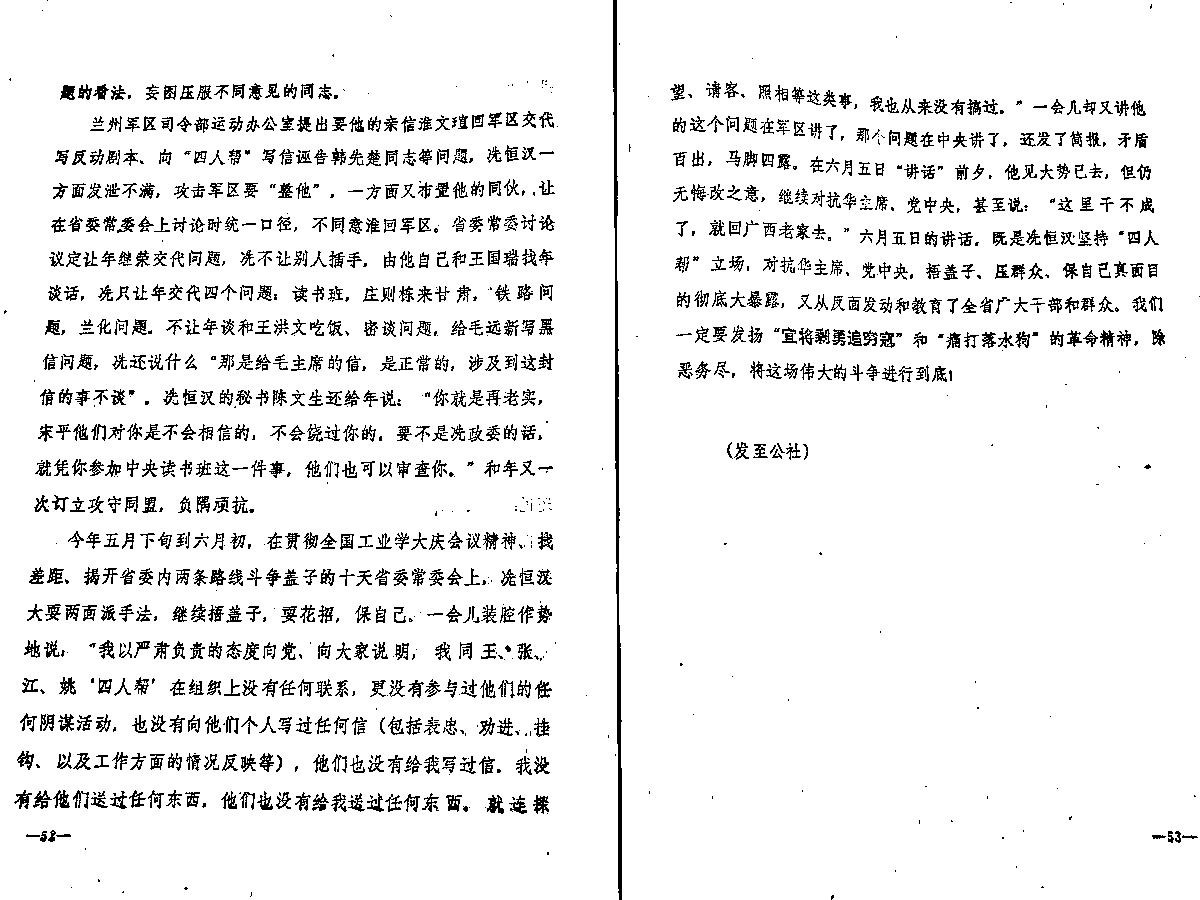 题的看法，妄图压服不同意见的同志。
兰州军区司令部运动办公室提出要他的亲信淮文瑄回军区交代
写反动剧本、向“四人帮”写信诬告韩先楚同志等问题，冼恒汉一
方面发泄不满，攻击军区要“整他”，一方面又布置他的同伙，让
在省委常委会上讨论时统一口径，不同意淮回军区。省委常委讨论
议定让年继荣交代问题，冼不让别人插手，由他自己和王国瑞找年
谈话，冼只让年交代四个问题：读书班，庄则栋来甘肃，铁路问
题，兰化问题。不让年谈和王洪文吃饭、密谈问题，给毛远新写黑
信问题，冼还说什么“那是给毛主席的信，是正常的，涉及到这封
信的事不谈”。冼恒汉的秘书陈文生还给年说：“你就是再老实，
宋平他们对你是不会相信的，不会饶过你的，要不是冼政委的话，
就凭你参加中央读书班这一件事，他们也可以审查你。”和年又一
次订立攻守同盟，负隅顽抗。
今年五月下旬到六月初，在贯彻全国工业学大庆会议精神、找
差距、揭开省委内两条路线斗争盖子的十天省委常委会上，冼恒汉
大耍两面派手法，继续捂盖子，耍花招，保自己。一会儿装腔作势
地说：“我以严肃负责的态度向党、向大家说明，我同王、张、
江、姚‘四人帮’在组织上没有任何联系，更没有参与过他们的任
何阴谋活动，也没有向他们个人写过任何信（包括表忠、劝进、挂
钩、以及工作方面的情况反映等），他们也没有给我写过信。我没
有给他们送过任何东西，他们也没有给我送过任何东西。就连探
—52—
望、请客、照相等这类事，我也从来没有搞过。”一会儿却又讲他
的这个问题在军区讲了，那个问题在中央讲了，还发了简报，矛盾
百出，马脚四露。在六月五日“讲话”前夕，他见大势已去，但仍
无悔改之意，继续对抗华主席、党中央，甚至说：“这里干不成
了，就回广西老家去。”六月五日的讲话，既是冼恒汉坚持“四人
帮”立场，对抗华主席、党中央，捂盖子、压群众、保自己真面目
的彻底大暴露，又从反面发动和教育了全省广大干部和群众。我们
一定要发扬“宜将剩勇追穷寇”和“痛打落水狗”的革命精神，除
恶务尽，将这场伟大的斗争进行到底！
（发至公社）
—53—